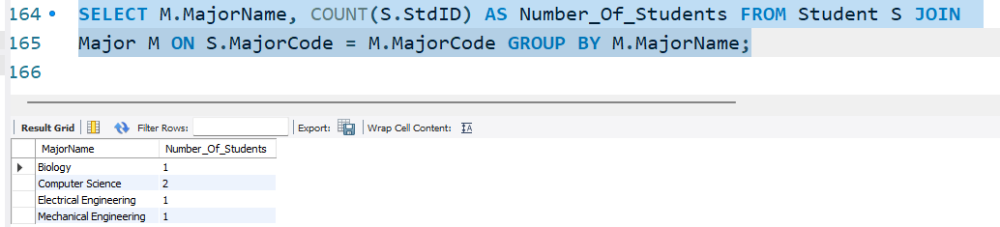 164 SELECT M.MajorName, COUNT(S.StdID) AS Number_Of_Students FROM Student S JOIN
165 Major M ON S.MajorCode = M.MajorCode GROUP BY M.MajorName;
166
Result Grid Filter Rows: Export: Wrap Cell Content:
MajorName Number_Of_Students
Biology 1
Computer Science 2
Electrical Engineering 1
Mechanical Engineering 1